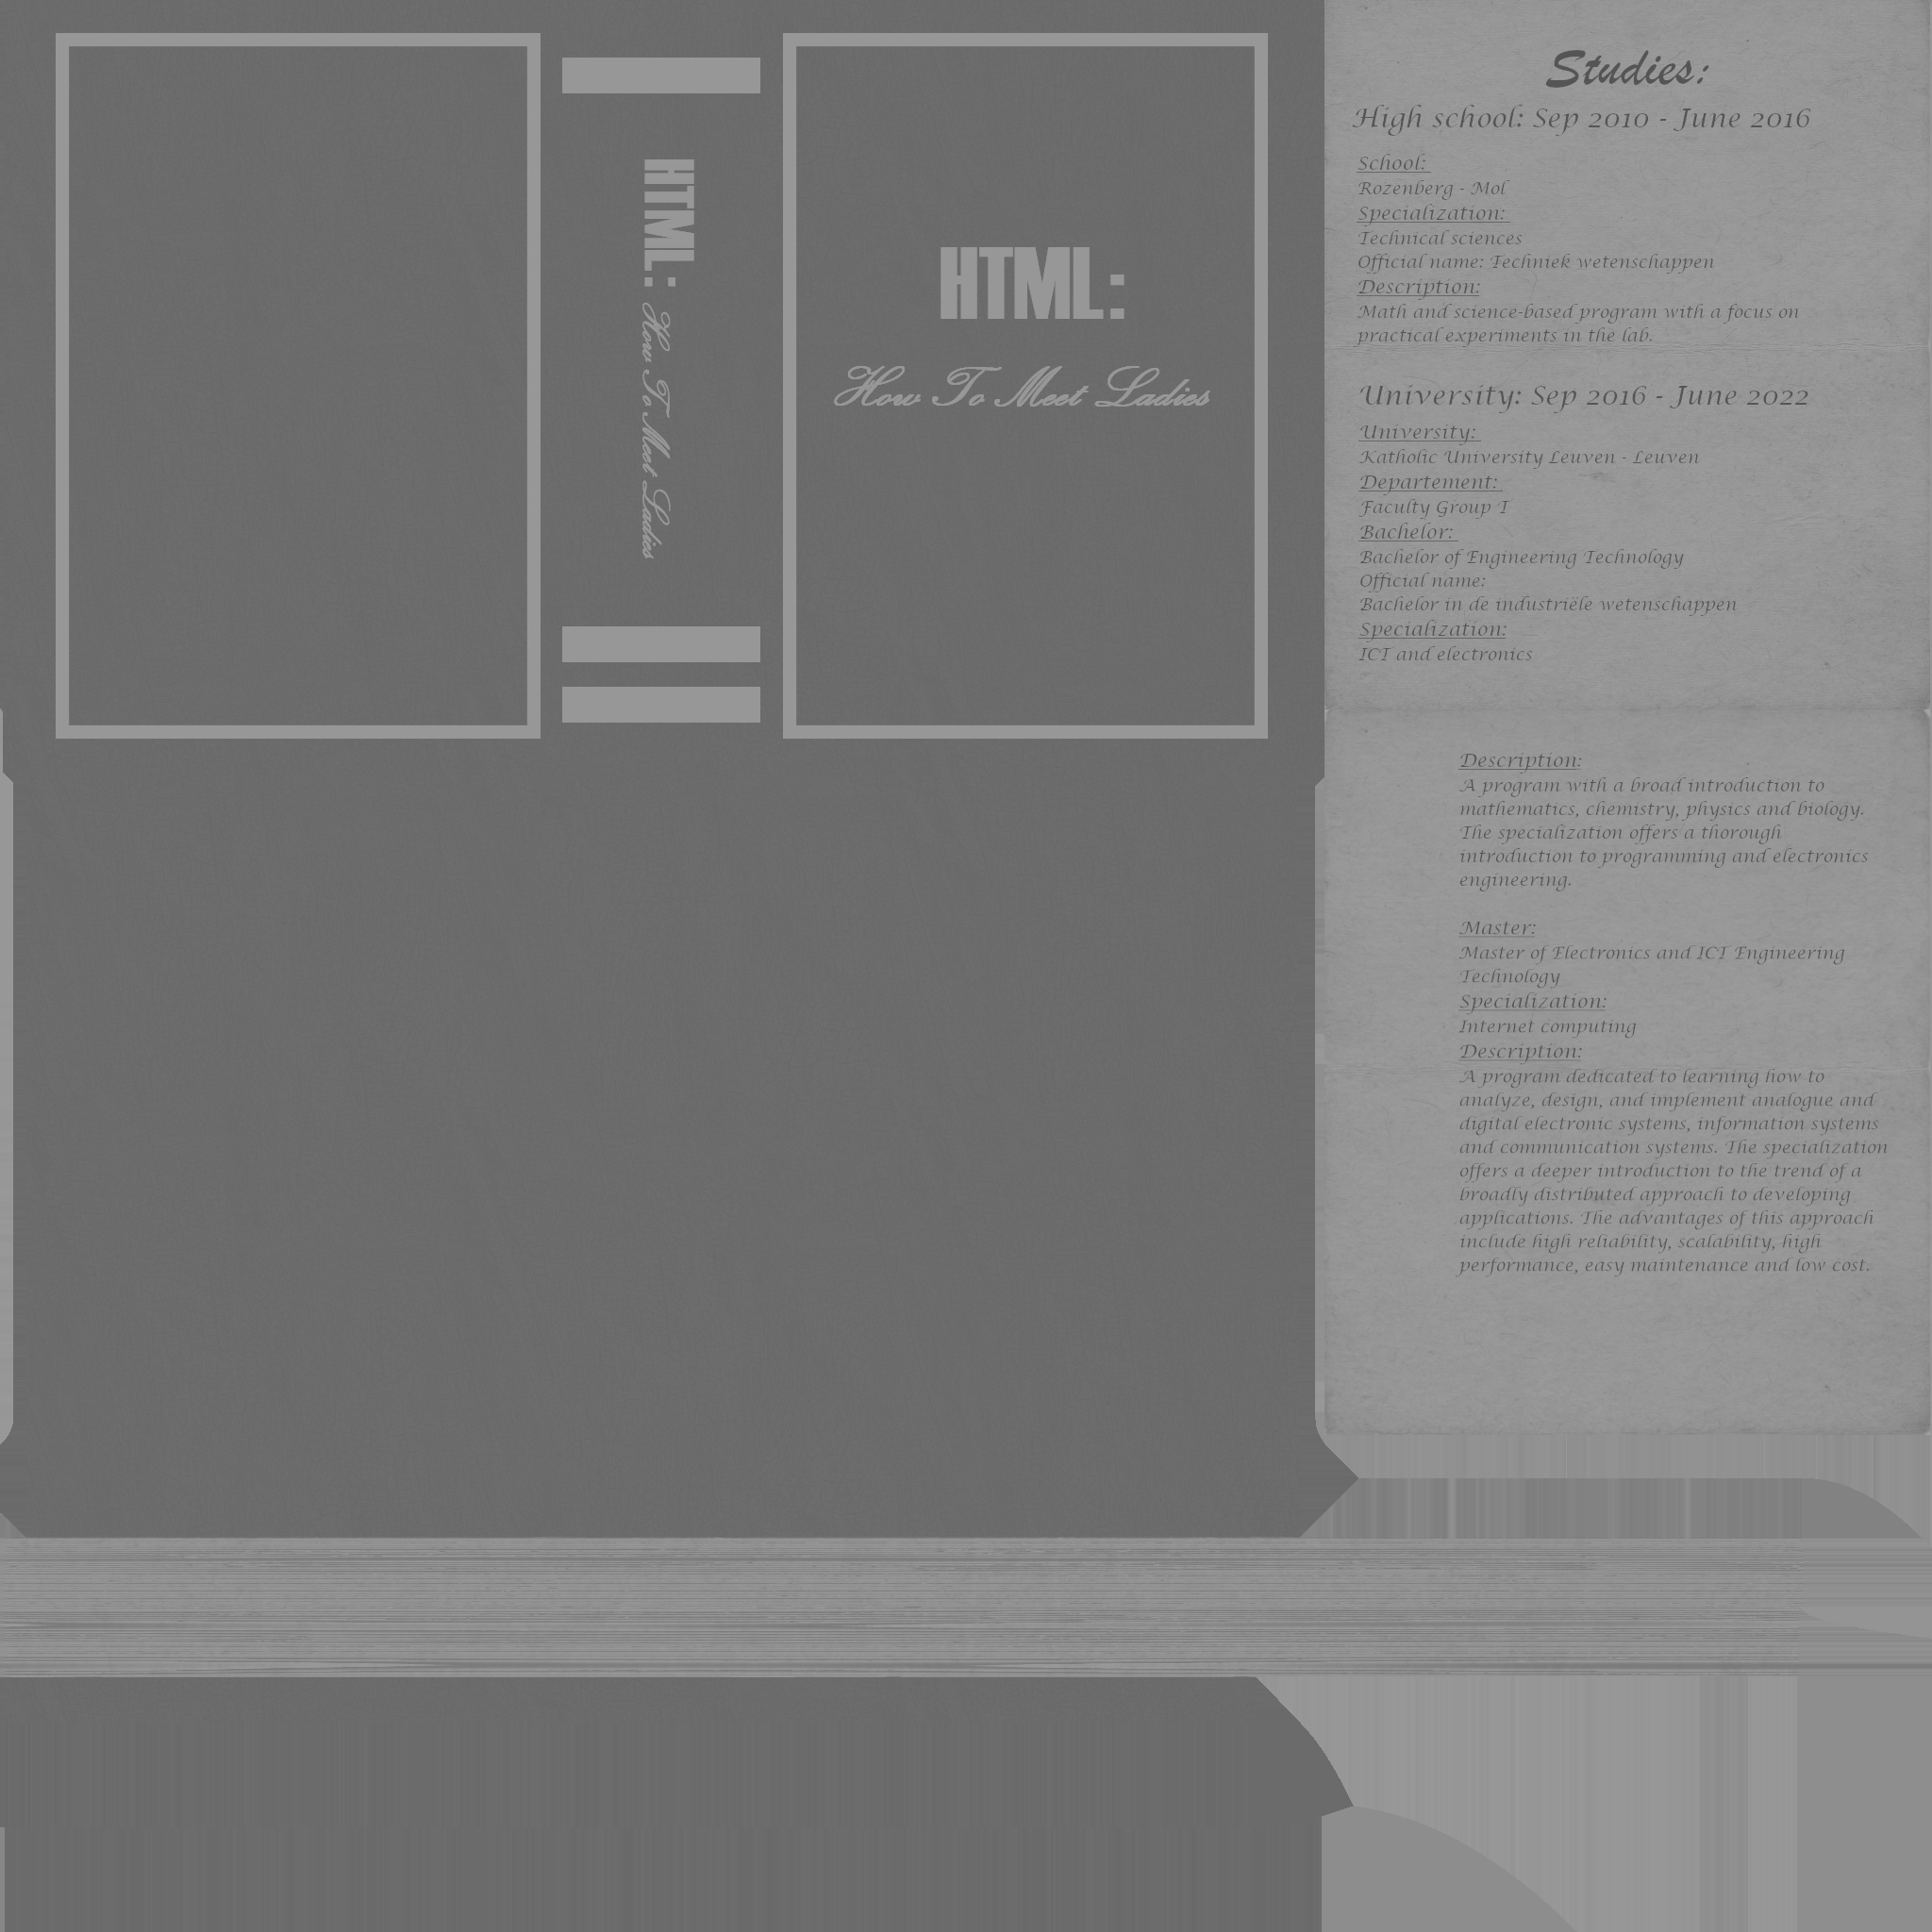 HTML: How To Meet Ladies
HTML:
How To Meet Ladies
Studies:
High school: Sep 2010 - June 2016
School:
Rozenberg - Mol
Specialization:
Technical sciences
Official name: Techniek wetenschappen
Description:
Math and science-based program with a focus on
practical experiments in the lab.
University: Sep 2016 - June 2022
University:
Katholic University Leuven - Leuven
Departement:
Faculty Group T
Bachelor:
Bachelor of Engineering Technology
Official name:
Bachelor in de industriële wetenschappen
Specialization:
ICT and electronics
Description:
A program with a broad introduction to
mathematics, chemistry, physics and biology.
The specialization offers a thorough
introduction to programming and electronics
engineering.
Master:
Master of Electronics and ICT Engineering
Technology
Specialization:
Internet computing
Description:
A program dedicated to learning how to
analyze, design, and implement analogue and
digital electronic systems, information systems
and communication systems. The specialization
offers a deeper introduction to the trend of a
broadly distributed approach to developing
applications. The advantages of this approach
include high reliability, scalability, high
performance, easy maintenance and low cost.